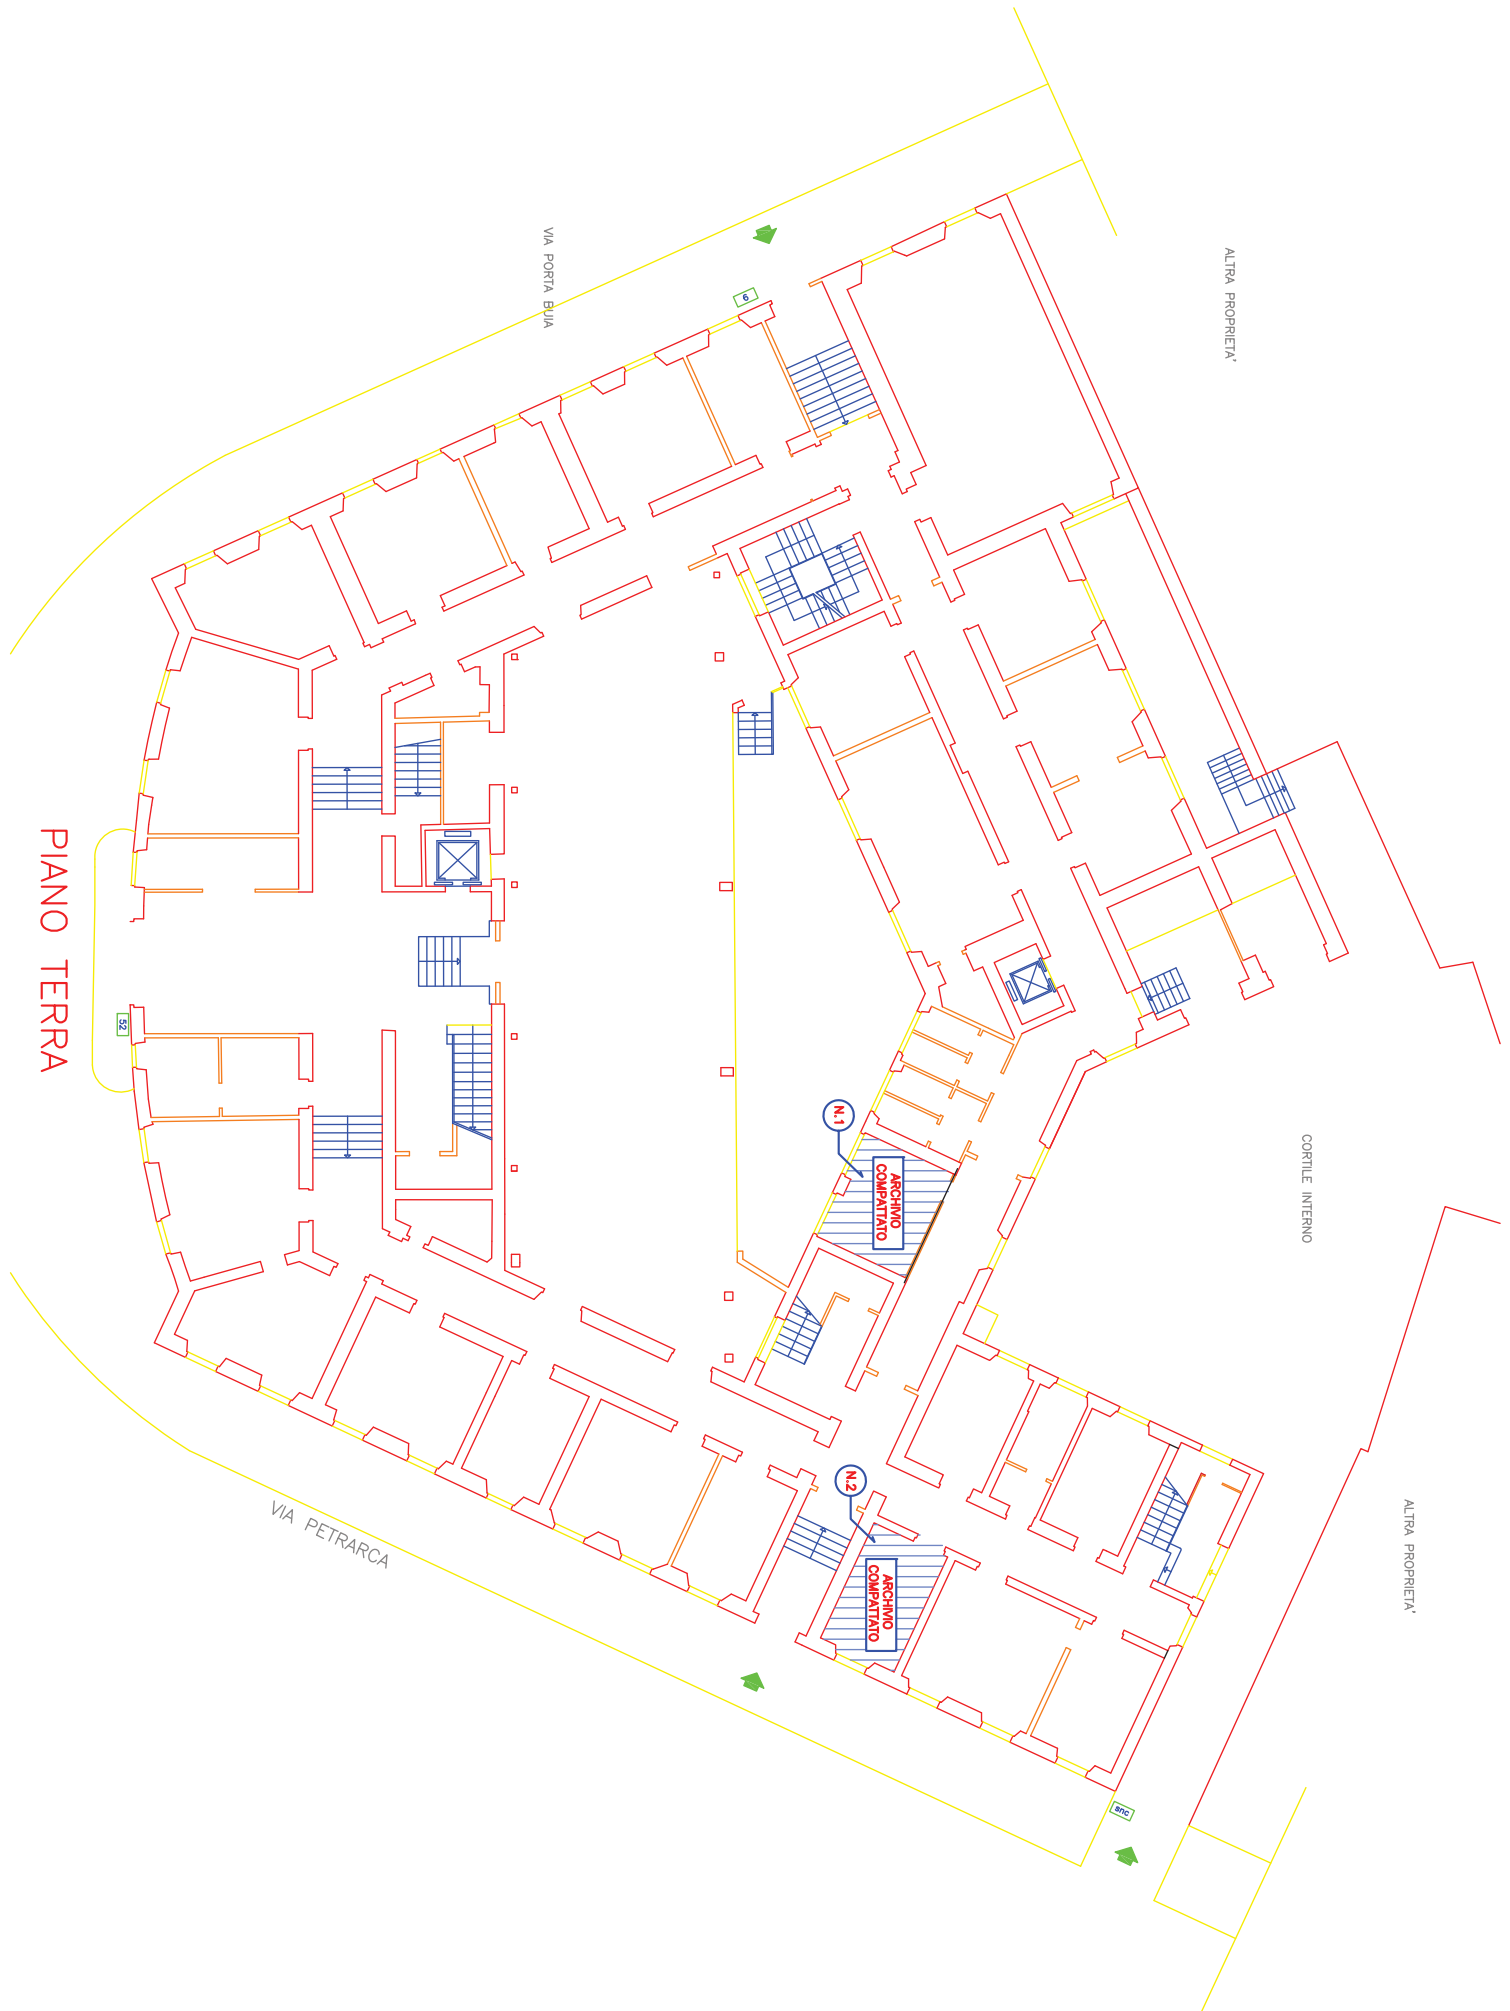 ALTRA PROPRIETA'
CORTILE INTERNO
ALTRA PROPRIETA'
VIA PORTA BUIA
6
N.1
ARCHIVIO
COMPATTATO
N.2
ARCHIVIO
COMPATTATO
snc
VIA PETRARCA
52
PIANO TERRA